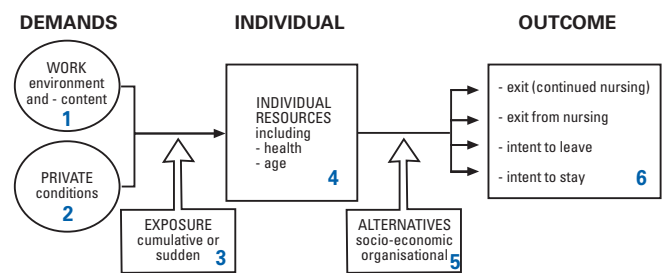 DEMANDS
INDIVIDUAL
OUTCOME
WORK
environment
and - content
1
PRIVATE
conditions
2
EXPOSURE
cumulative or
sudden
3
INDIVIDUAL
RESOURCES
including
- health
- age
4
ALTERNATIVES
socio-economic
organisational
5
- exit (continued nursing)
- exit from nursing
- intent to leave
- intent to stay
6